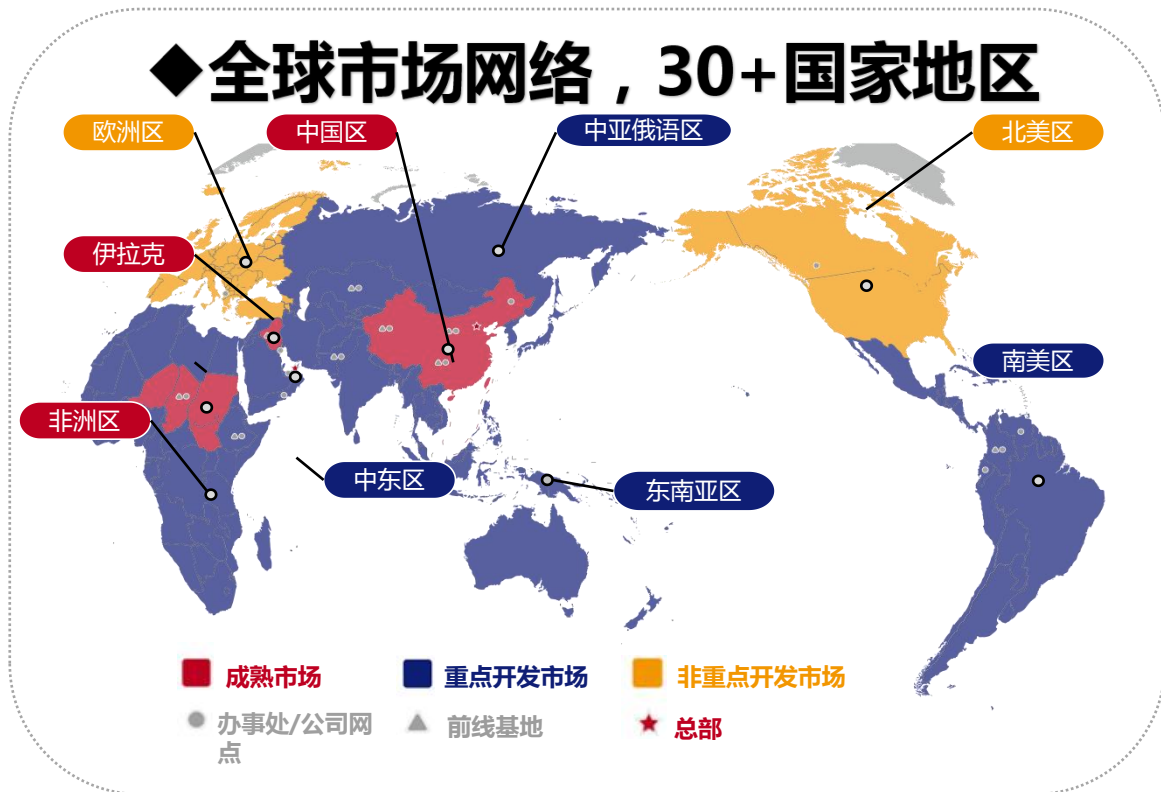 ◆全球市场网络，30+国家地区
欧洲区
中国区
中亚俄语区
北美区
伊拉克
南美区
非洲区
中东区
东南亚区
成熟市场
重点开发市场
非重点开发市场
办事处/公司网
点
前线基地
总部